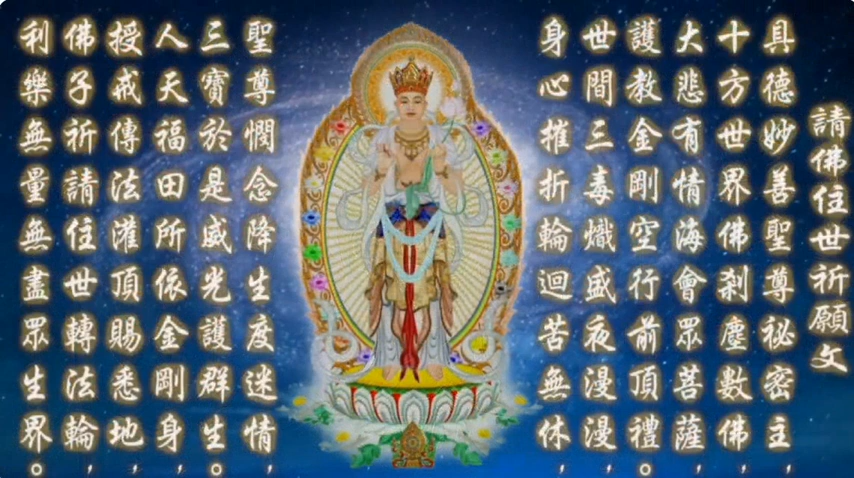 請佛住世祈願文
具德妙善聖尊祕密主，
十方世界佛剎塵數佛，
大悲有情海會眾菩薩，
護教金剛空行前頂禮。
世間三毒熾盛夜漫漫，
身心摧折輪迴苦無休，
聖尊憫念降生度迷情，
三寶於是威光護群生。
人天福田所依金剛身，
授戒傳法灌頂賜悉地，
佛子祈請住世轉法輪，
利樂無量無盡眾生界。